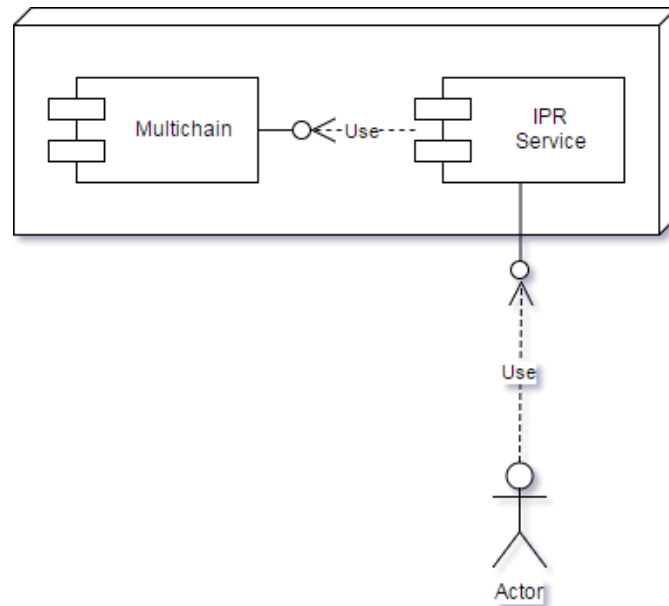 Multichain
Use
IPR
Service
Use
Actor